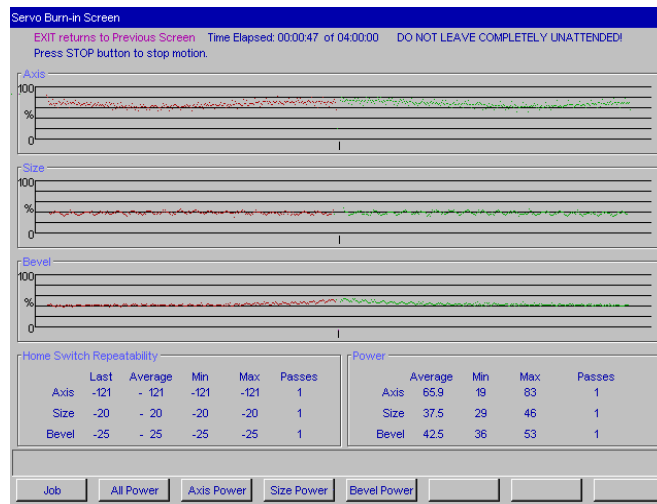 Servo Burn-in Screen
EXIT returns to Previous Screen Time Elapsed: 00:00:47 of 04:00:00 DO NOT LEAVE COMPLETELY UNATTENDED!
Press STOP button to stop motion.
Axis
100
%
0
Size
100
%
0
Bevel
100
%
0
Home Switch Repeatability Power
Last Average Min Max Passes Average Min Max Passes
Axis -121 - 121 -121 -121 1 Axis 65.9 19 83 1
Size -20 - 20 -20 -20 1 Size 37.5 29 46 1
Bevel -25 - 25 -25 -25 1 Bevel 42.5 36 53 1
Job All Power Axis Power Size Power Bevel Power